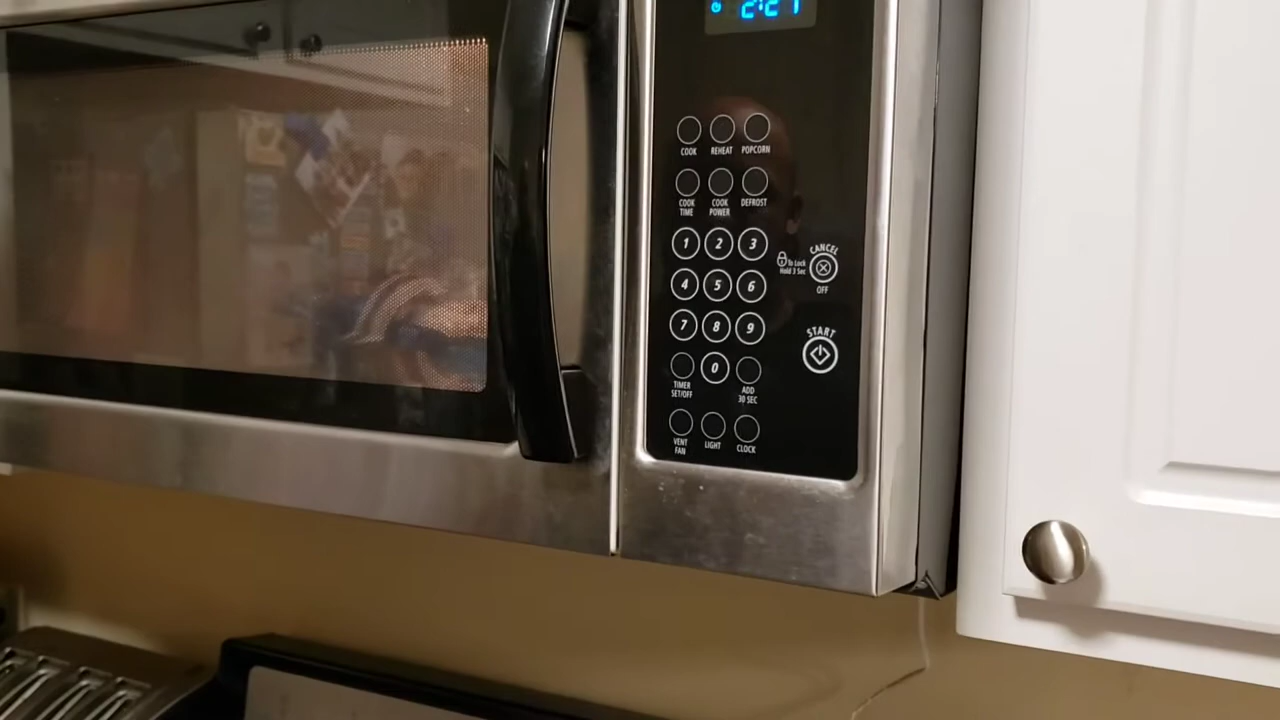 2:27
COOK REHEAT POPCORN
COOK TIME COOK POWER DEFROST
1 2 3
CANCEL
To Lock
Hold 3 Sec
OFF
4 5 6
7 8 9
START
0
TIMER SET/OFF ADD 30 SEC
VENT FAN LIGHT CLOCK